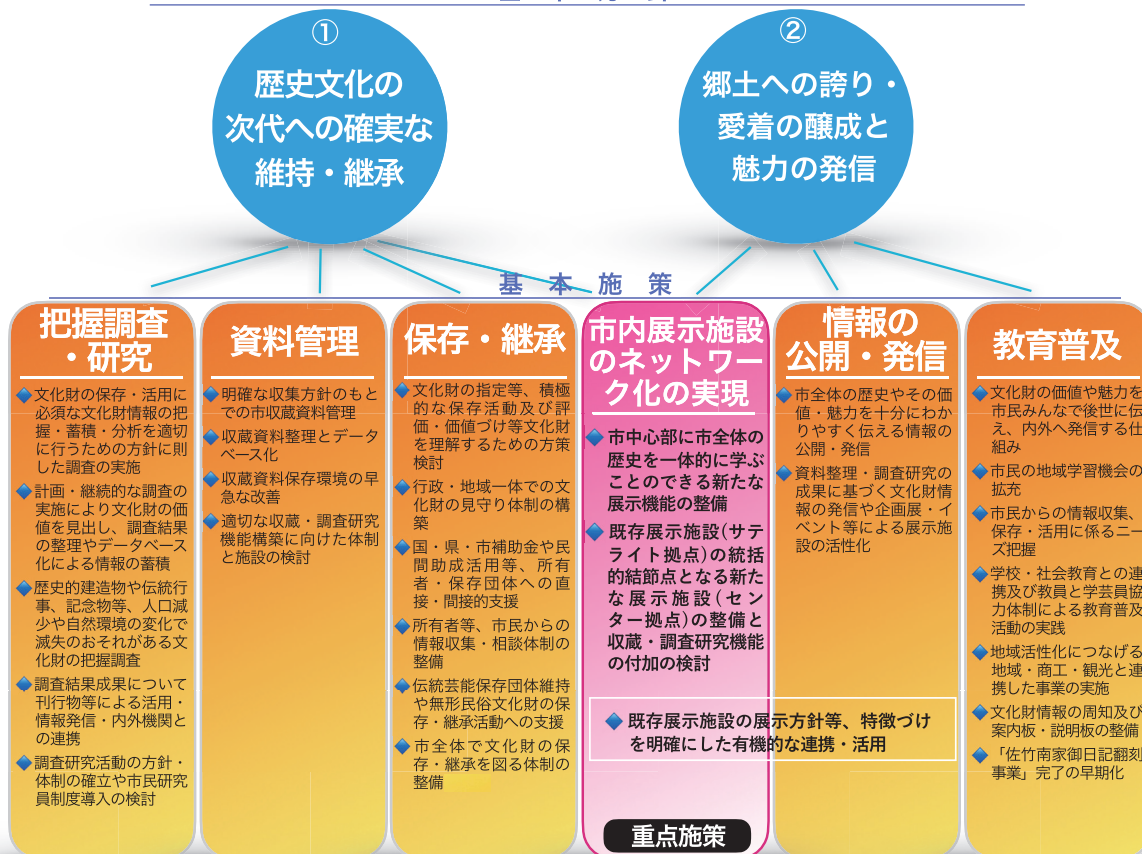 ①
歴史文化の
次代への確実な
維持・継承
②
郷土への誇り・
愛着の醸成と
魅力の発信
基本施策
把握調査
・研究
◆文化財の保存・活用に
必須な文化財情報の把
握・蓄積・分析を適切
に行うための方針に則
した調査の実施
◆計画・継続的な調査の
実施により文化財の価
値を見出し、調査結果
の整理やデータベース
化による情報の蓄積
◆歴史的建造物や伝統行
事、記念物等、人口減
少や自然環境の変化で
滅失のおそれがある文
化財の把握調査
◆調査結果成果について
刊行物等による活用・
情報発信・内外機関と
の連携
◆調査研究活動の方針・
体制の確立や市民研究
員制度導入の検討
資料管理
◆明確な収集方針のもと
での市収蔵資料管理
◆収蔵資料整理とデータ
ベース化
◆収蔵資料保存環境の早
急な改善
◆適切な収蔵・調査研究
機能構築に向けた体制
と施設の検討
保存・継承
◆文化財の指定等、積極
的な保存活動及び評
価・価値づけ等文化財
を理解するための方策
検討
◆行政・地域一体での文
化財の見守り体制の構
築
◆国・県・市補助金や民
間助成活用等、所有
者・保存団体への直
接・間接的支援
◆所有者等、市民からの
情報収集・相談体制の
整備
◆伝統芸能保存団体維持
や無形民俗文化財の保
存・継承活動への支援
◆市全体で文化財の保
存・継承を図る体制の
整備
市内展示施設
のネットワー
ク化の実現
◆市中心部に市全体の
歴史を一体的に学ぶ
ことのできる新たな
展示機能の整備
◆既存展示施設(サテ
ライト拠点)の統括
的結節点となる新た
な展示施設(セン
ター拠点)の整備と
収蔵・調査研究機能
の付加の検討
◆既存展示施設の展示方針等、特徴づけ
を明確にした有機的な連携・活用
重点施策
情報の
公開・発信
◆市全体の歴史やその価
値・魅力を十分にわか
りやすく伝える情報の
公開・発信
◆資料整理・調査研究の
成果に基づく文化財情
報の発信や企画展・イ
ベント等による展示施
設の活性化
教育普及
◆文化財の価値や魅力を
市民みんなで後世に伝
え、内外へ発信する仕
組み
◆市民の地域学習機会の
拡充
◆市民からの情報収集、
保存・活用に係るニー
ズ把握
◆学校・社会教育との連
携及び教員と学芸員協
力体制による教育普及
活動の実践
◆地域活性化につなげる
地域・商工・観光と連
携した事業の実施
◆文化財情報の周知及び
案内板・説明板の整備
◆「佐竹南家御日記翻刻
事業」完了の早期化